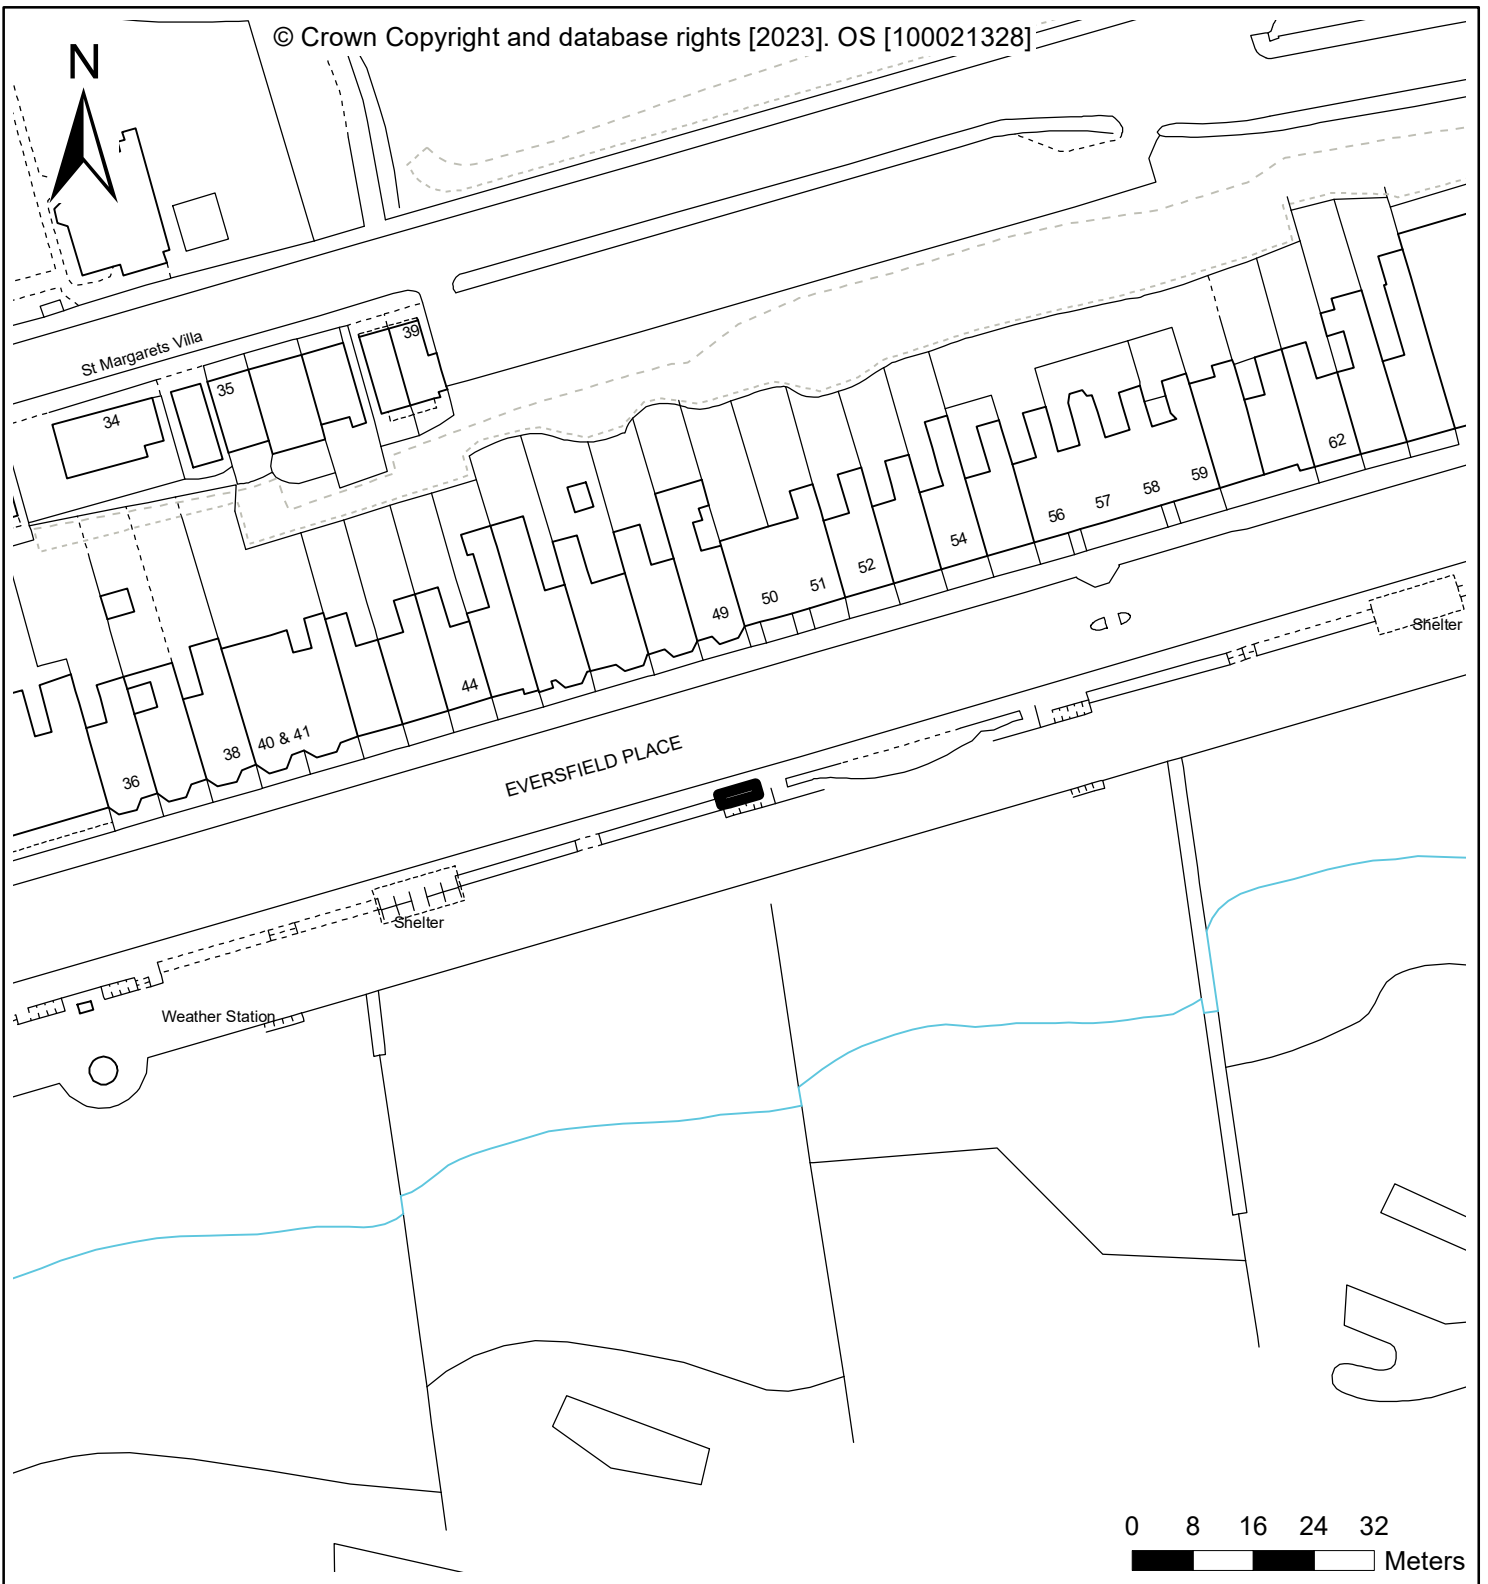 © Crown Copyright and database rights [2023]. OS [100021328]
N
St Margarets Villa
39
35
34
62
59
58
57
56
54
52
51
50
49
44
40 & 41
38
36
EVERSFIELD PLACE
Shelter
Shelter
Weather Station
0 8 16 24 32
Meters